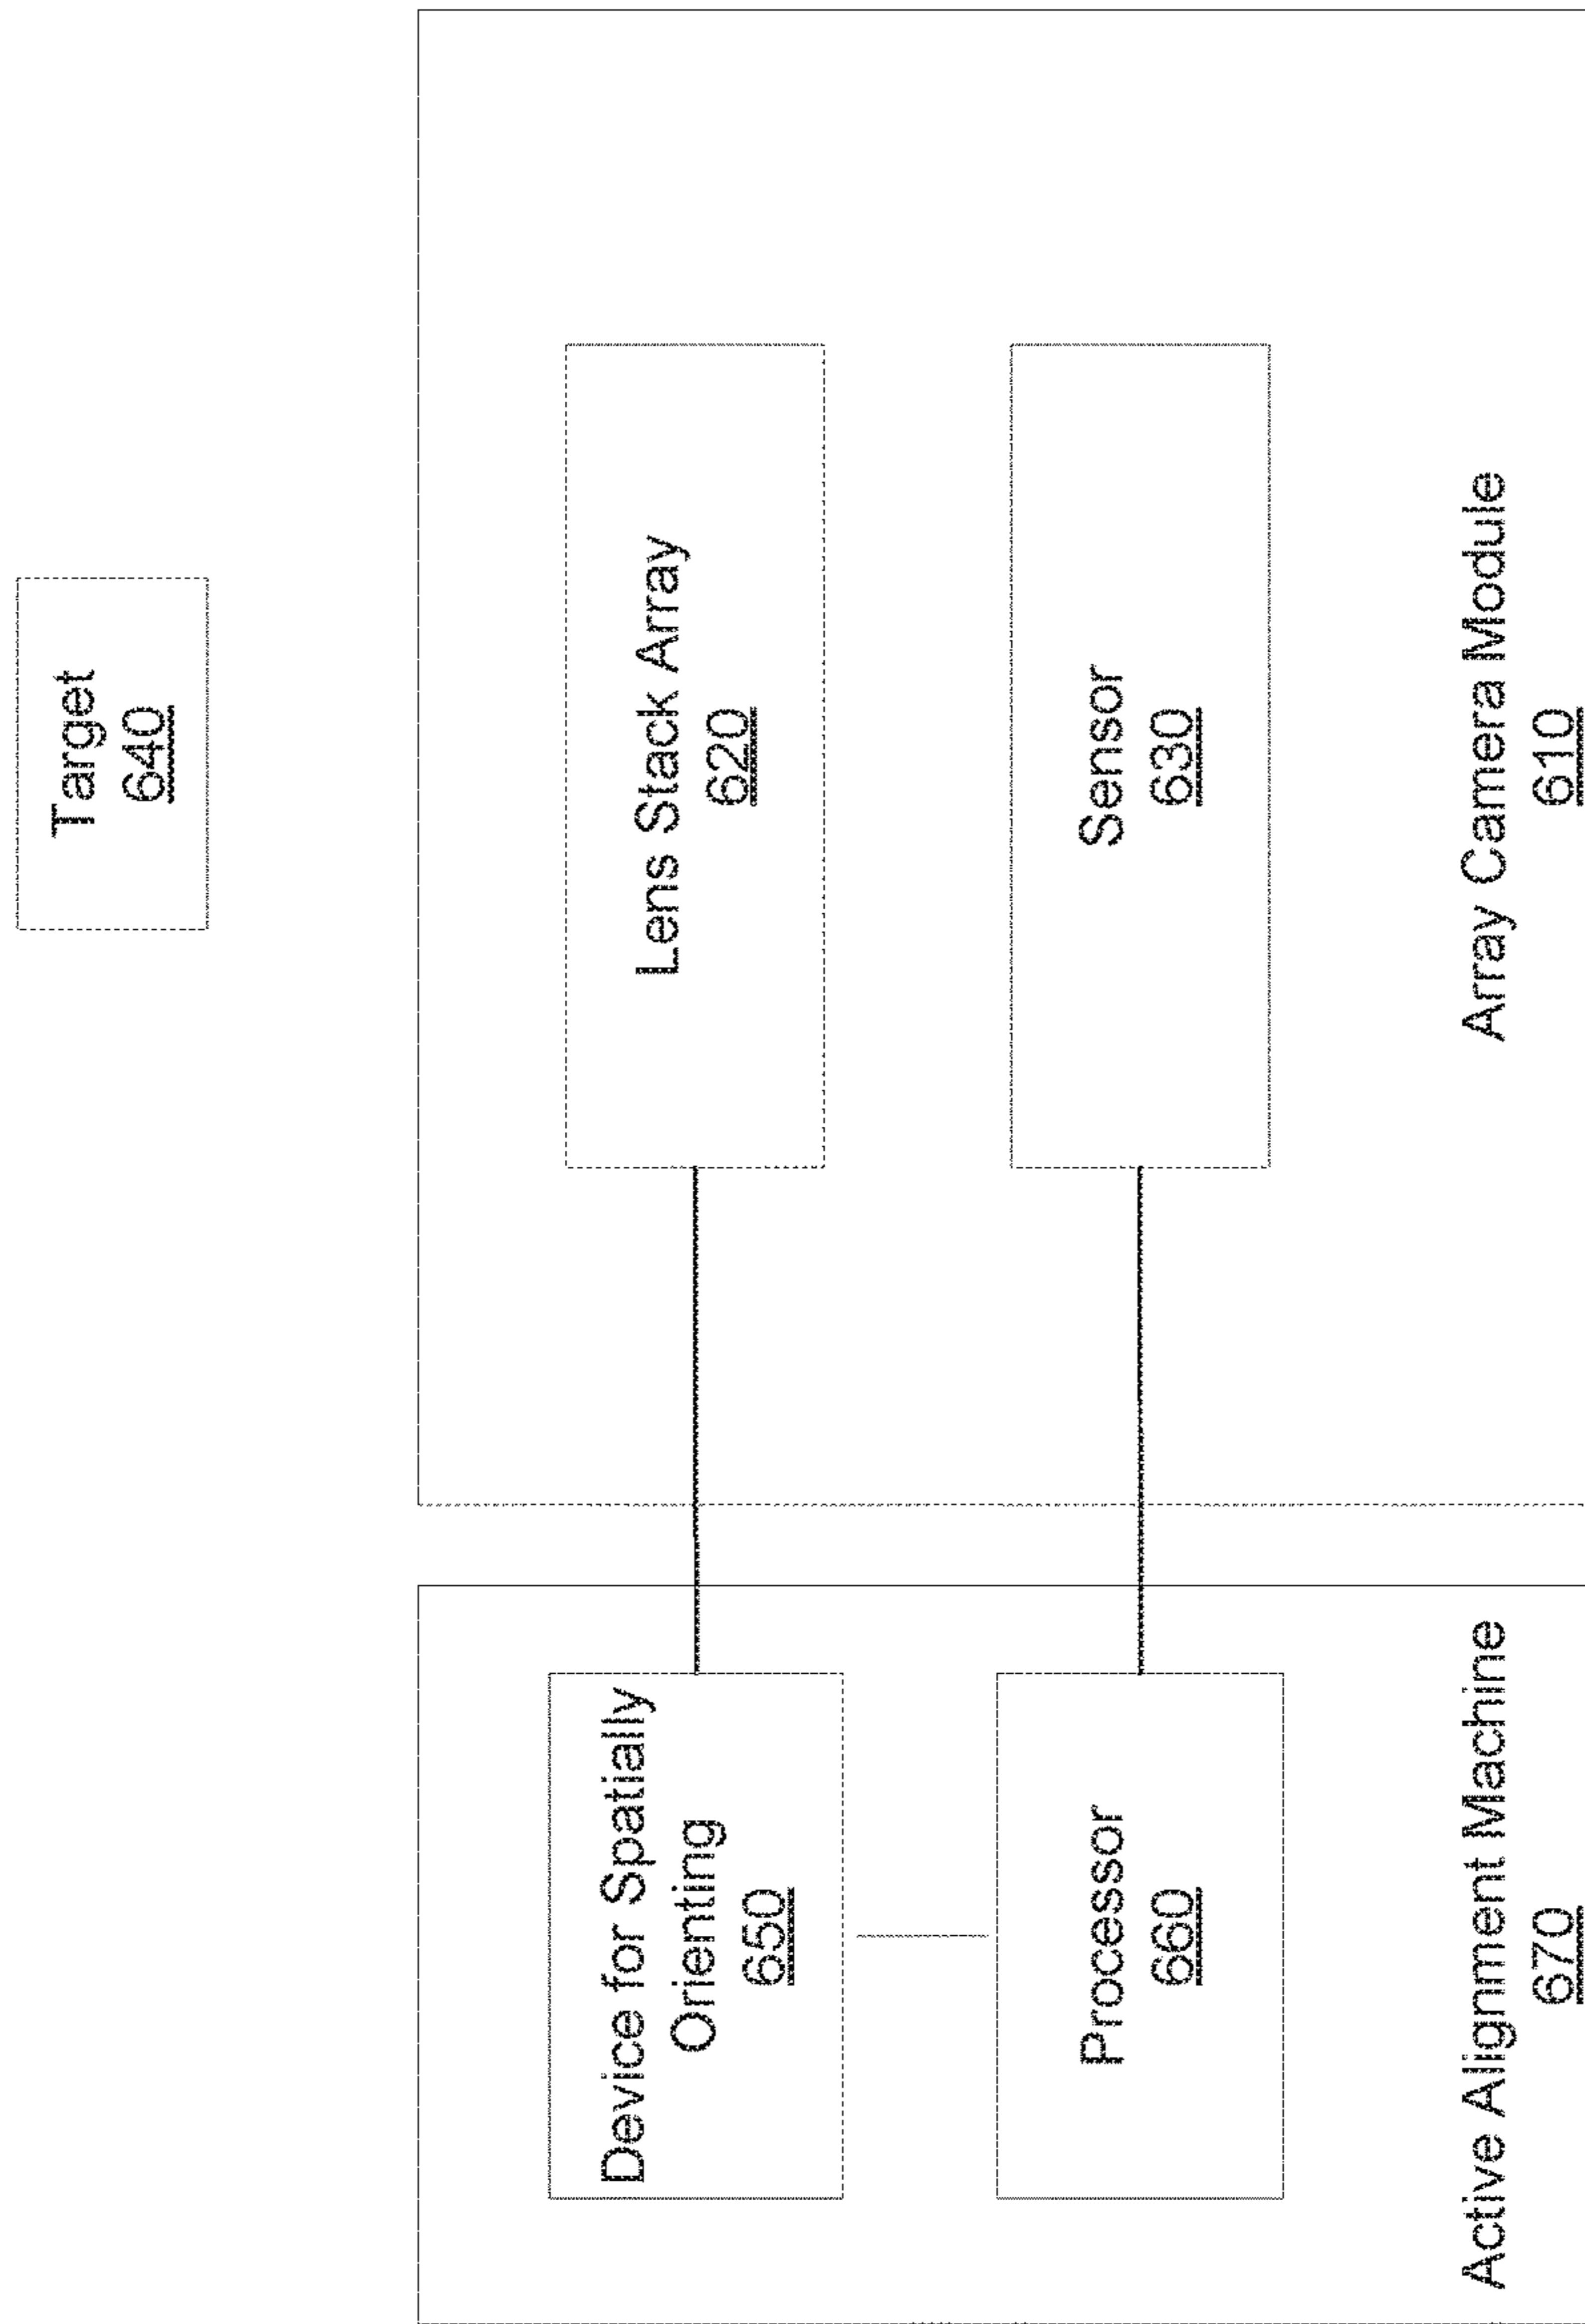 Target
640
Device for Spatially
Orienting
650
Lens Stack Array
620
Processor
660
Sensor
630
Active Alignment Machine
670
Array Camera Module
610